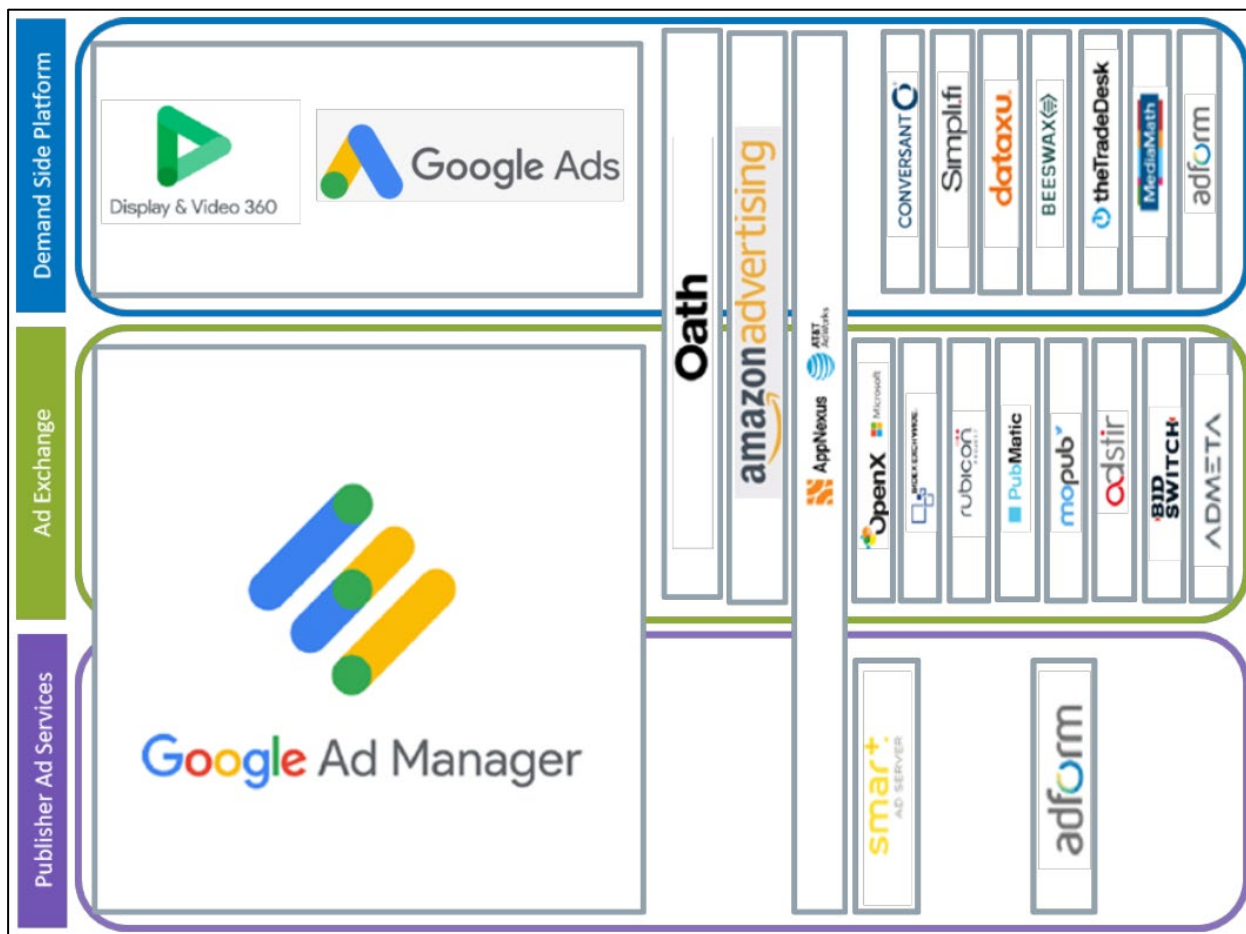 Demand Side Platform
Display & Video 360
Google Ads
Oath
amazonadvertising
CONVERSANT
Simpli.fi
dataxu.
BEESWAX
theTradeDesk
MediaMath
adform
Ad Exchange
AppNexus
AT&T
AdWorks
OpenX
Microsoft
rubicon
PubMatic
mopub
adstir
BID
SWITCH
ADMETA
Publisher Ad Services
Google Ad Manager
smart
AD SERVER
adform